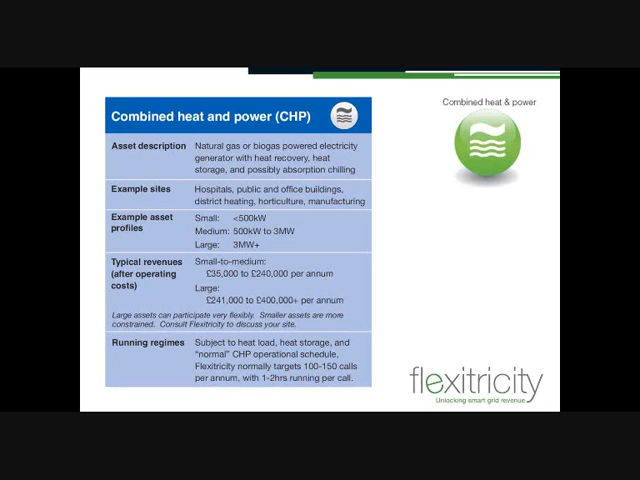 Combined heat and power (CHP)
Combined heat & power
Asset description
Natural gas or biogas powered electricity
generator with heat recovery, heat
storage, and possibly absorption chilling
Example sites
Hospitals, public and office buildings,
district heating, horticulture, manufacturing
Example asset
profiles
Small: <500kW
Medium: 500kW to 3MW
Large: 3MW+
Typical revenues
(after operating
costs)
Small-to-medium:
£35,000 to £240,000 per annum
Large:
£241,000 to £400,000+ per annum
Large assets can participate very flexibly. Smaller assets are more
constrained. Consult Flexitricity to discuss your site.
Running regimes
Subject to heat load, heat storage, and
“normal” CHP operational schedule,
Flexitricity normally targets 100-150 calls
per annum, with 1-2hrs running per call.
flexitricity
Unlocking smart grid revenue